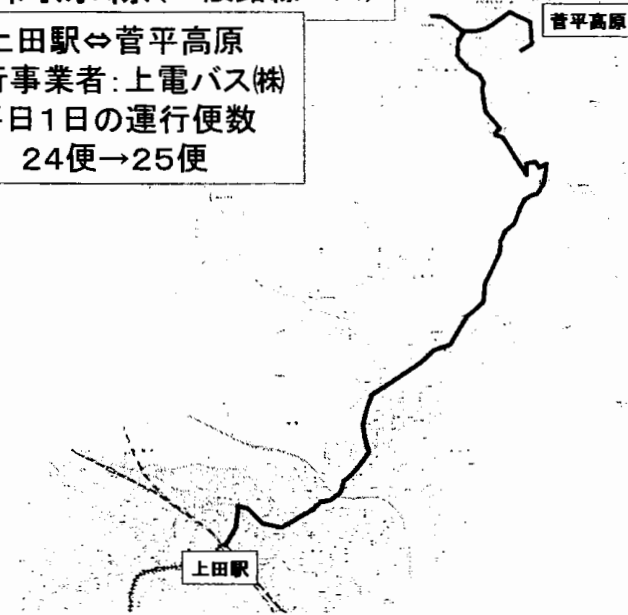 菅平高原
上田駅⇔菅平高原
行事業者:上電バス㈱
日1日の運行便数
24便→25便
上田駅